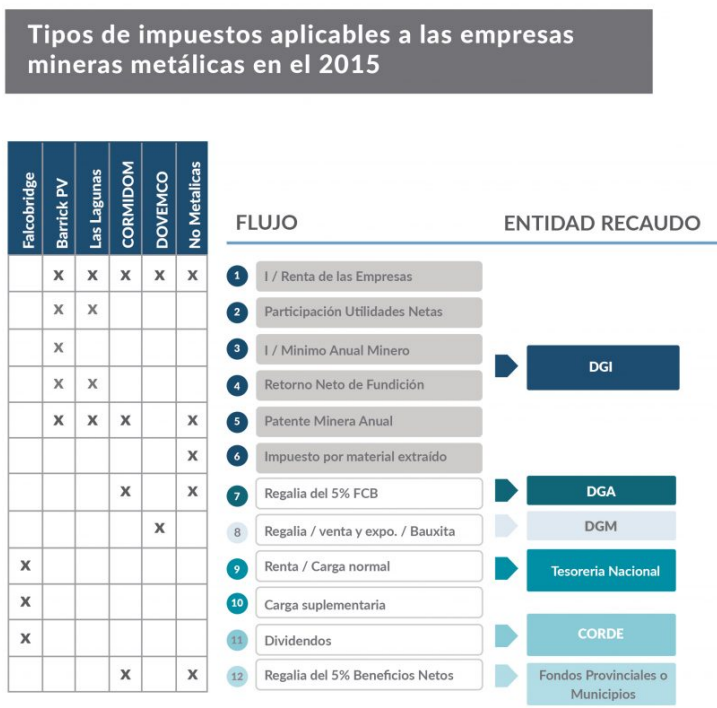 Tipos de impuestos aplicables a las empresas
mineras metálicas en el 2015
Falcobridge
Barrick PV
Las Lagunas
CORMIDOM
DOVEMCO
No Metalicas
FLUJO
ENTIDAD RECAUDO
x x x x x
1 I / Renta de las Empresas
x x
2 Participación Utilidades Netas
x
3 I / Minimo Anual Minero
DGI
x x
4 Retorno Neto de Fundición
x x x x
5 Patente Minera Anual
x
6 Impuesto por material extraído
x x
7 Regalia del 5% FCB
DGA
x
8 Regalia / venta y expo. / Bauxita
DGM
x
9 Renta / Carga normal
Tesoreria Nacional
x
10 Carga suplementaria
x
11 Dividendos
CORDE
x x
12 Regalia del 5% Beneficios Netos
Fondos Provinciales o
Municipios